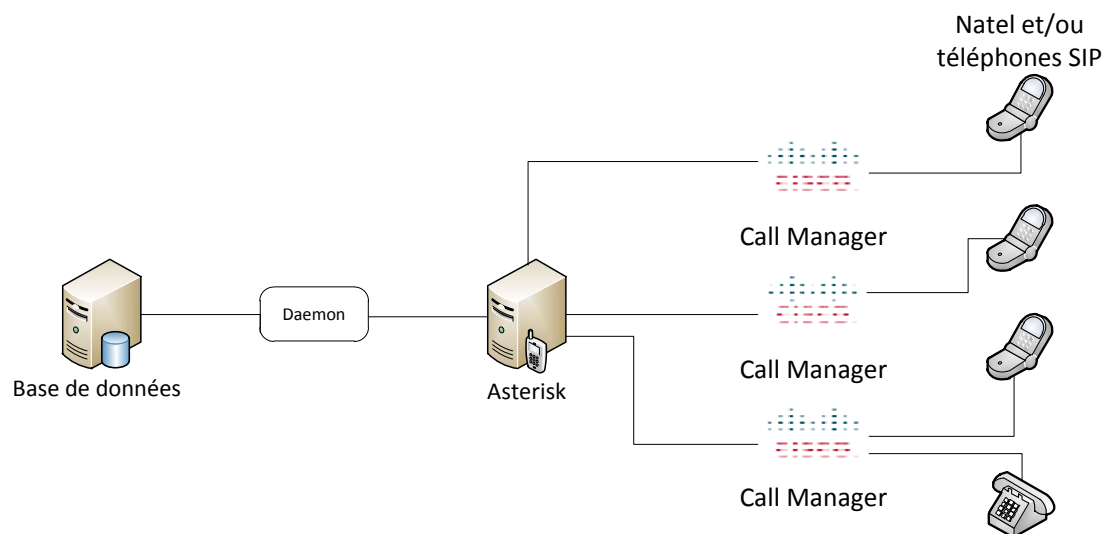 Natel et/ou
téléphones SIP
Call Manager
Daemon
Base de données
Asterisk
Call Manager
Call Manager